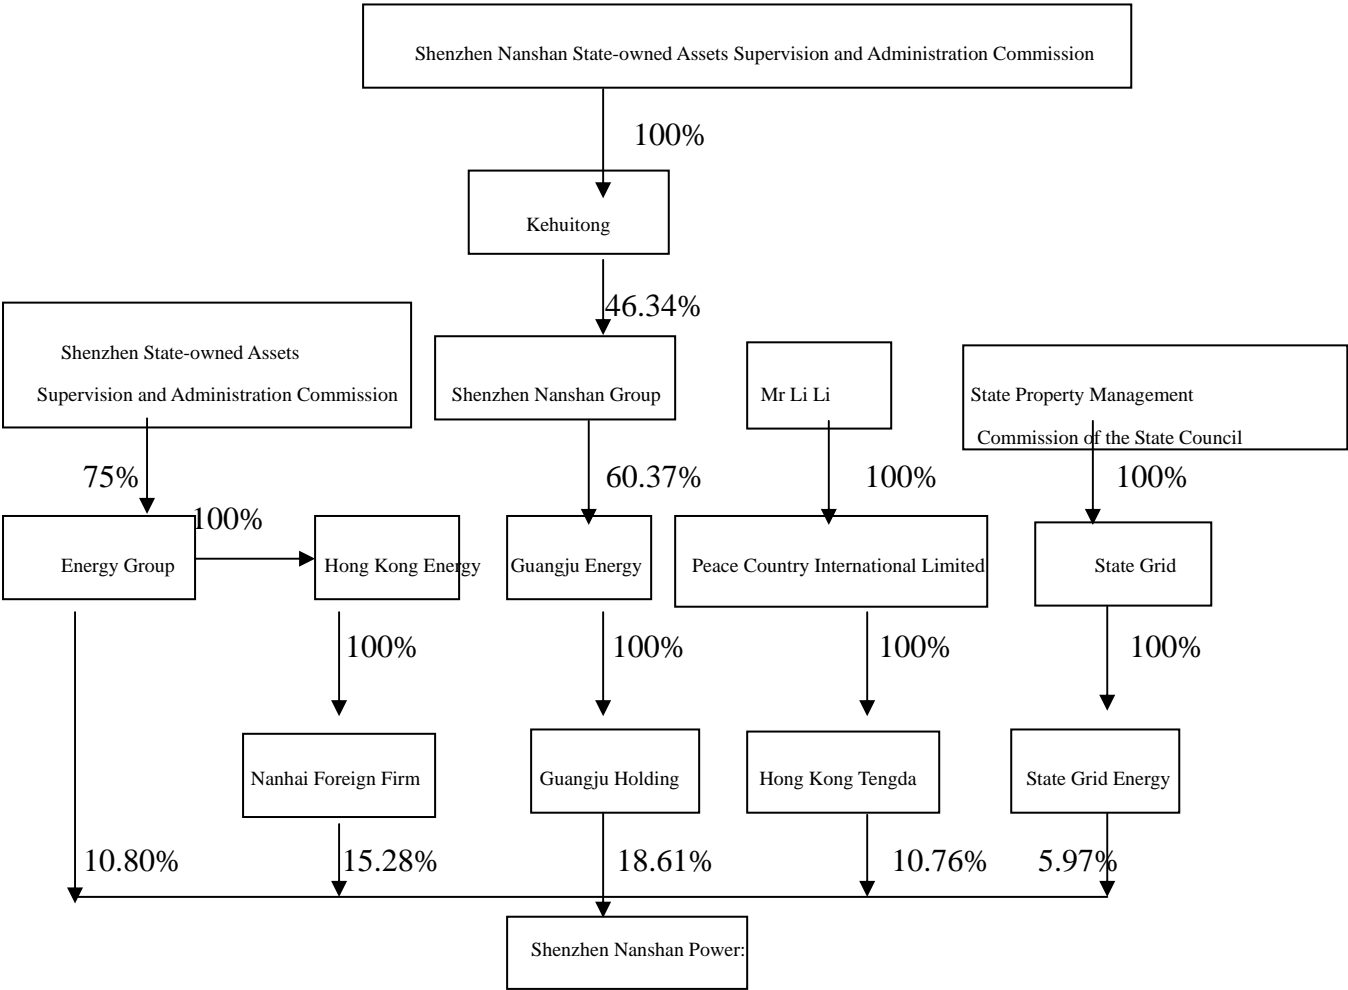 Shenzhen Nanshan State-owned Assets Supervision and Administration Commission
100%
Kehuitong
46.34%
Shenzhen State-owned Assets
Supervision and Administration Commission
Shenzhen Nanshan Group
Mr Li Li
State Property Management
Commission of the State Council
75%
60.37%
100%
100%
100%
Energy Group
Hong Kong Energy
Guangju Energy
Peace Country International Limited
State Grid
100%
100%
100%
100%
Nanhai Foreign Firm
Guangju Holding
Hong Kong Tengda
State Grid Energy
10.80%
15.28%
18.61%
10.76%
5.97%
Shenzhen Nanshan Power: